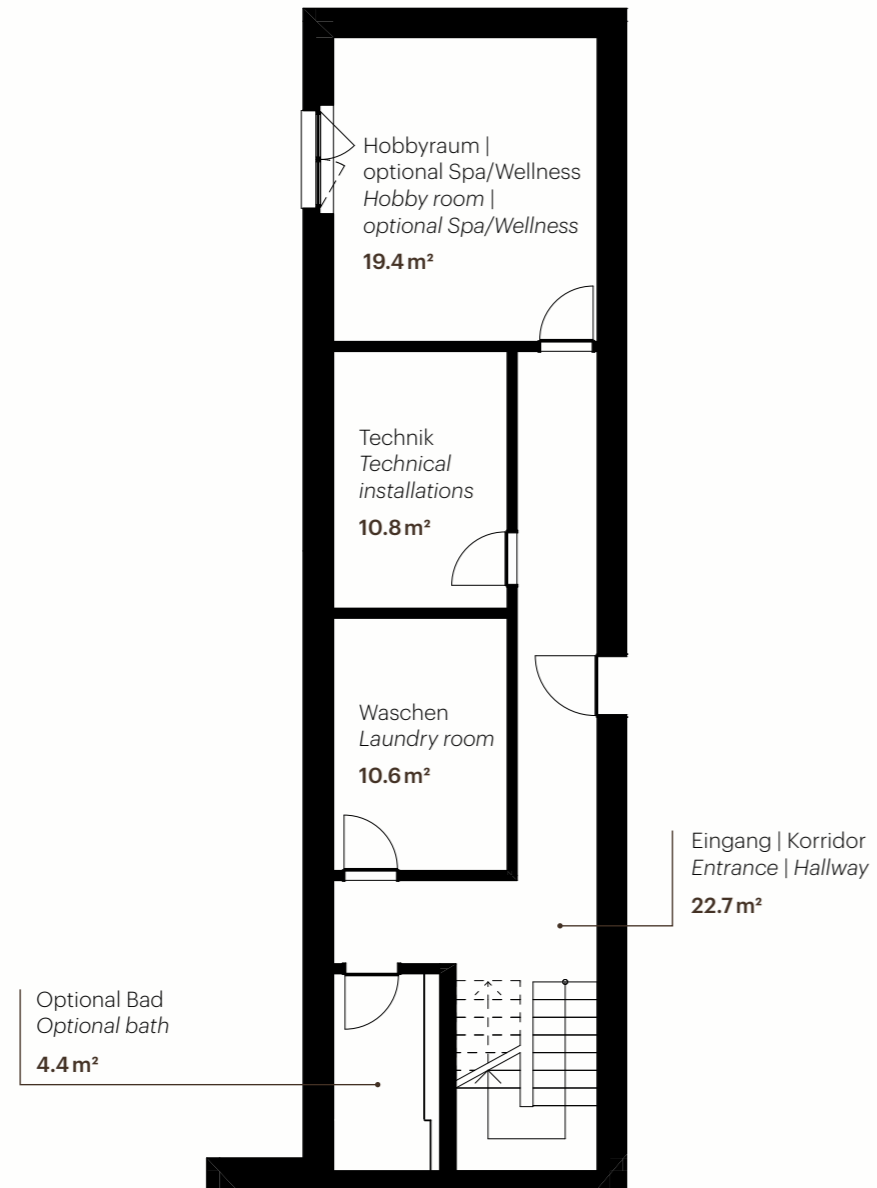 Hobbyraum |
optional Spa/Wellness
Hobby room |
optional Spa/Wellness
19.4 m²
Technik
Technical
installations
10.8 m²
Waschen
Laundry room
10.6 m²
Eingang | Korridor
Entrance | Hallway
22.7 m²
Optional Bad
Optional bath
4.4 m²